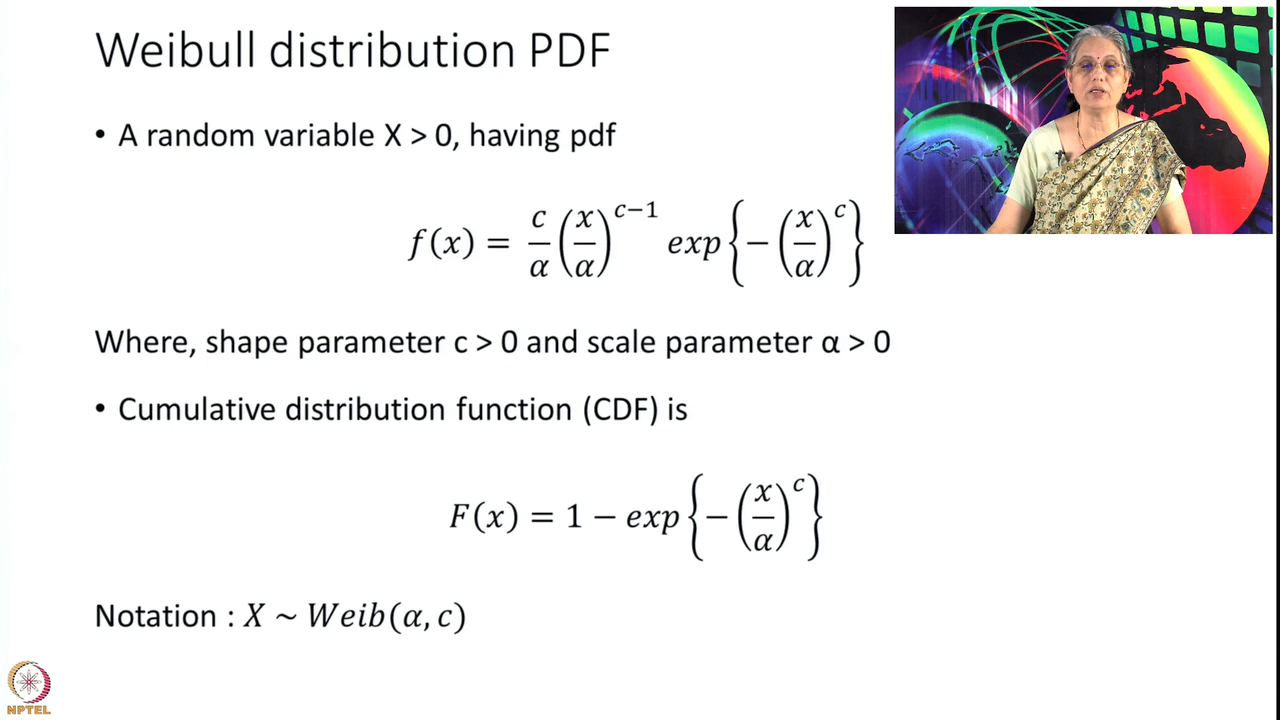 Weibull distribution PDF
• A random variable X > 0, having pdf
f(x) = c/α (x/α)^{c−1} exp{−(x/α)^c}
Where, shape parameter c > 0 and scale parameter α > 0
• Cumulative distribution function (CDF) is
F(x) = 1 − exp{−(x/α)^c}
Notation : X ~ Weib(α, c)
NPTEL